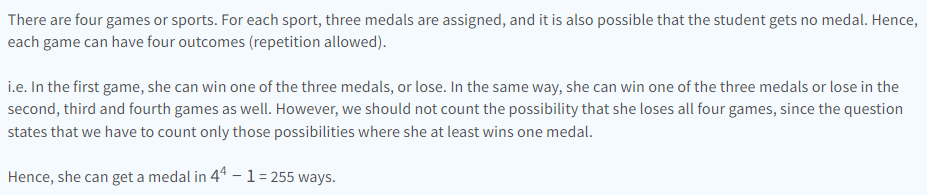 There are four games or sports. For each sport, three medals are assigned, and it is also possible that the student gets no medal. Hence,
each game can have four outcomes (repetition allowed).
i.e. In the first game, she can win one of the three medals, or lose. In the same way, she can win one of the three medals or lose in the
second, third and fourth games as well. However, we should not count the possibility that she loses all four games, since the question
states that we have to count only those possibilities where she at least wins one medal.
Hence, she can get a medal in 4⁴ − 1 = 255 ways.